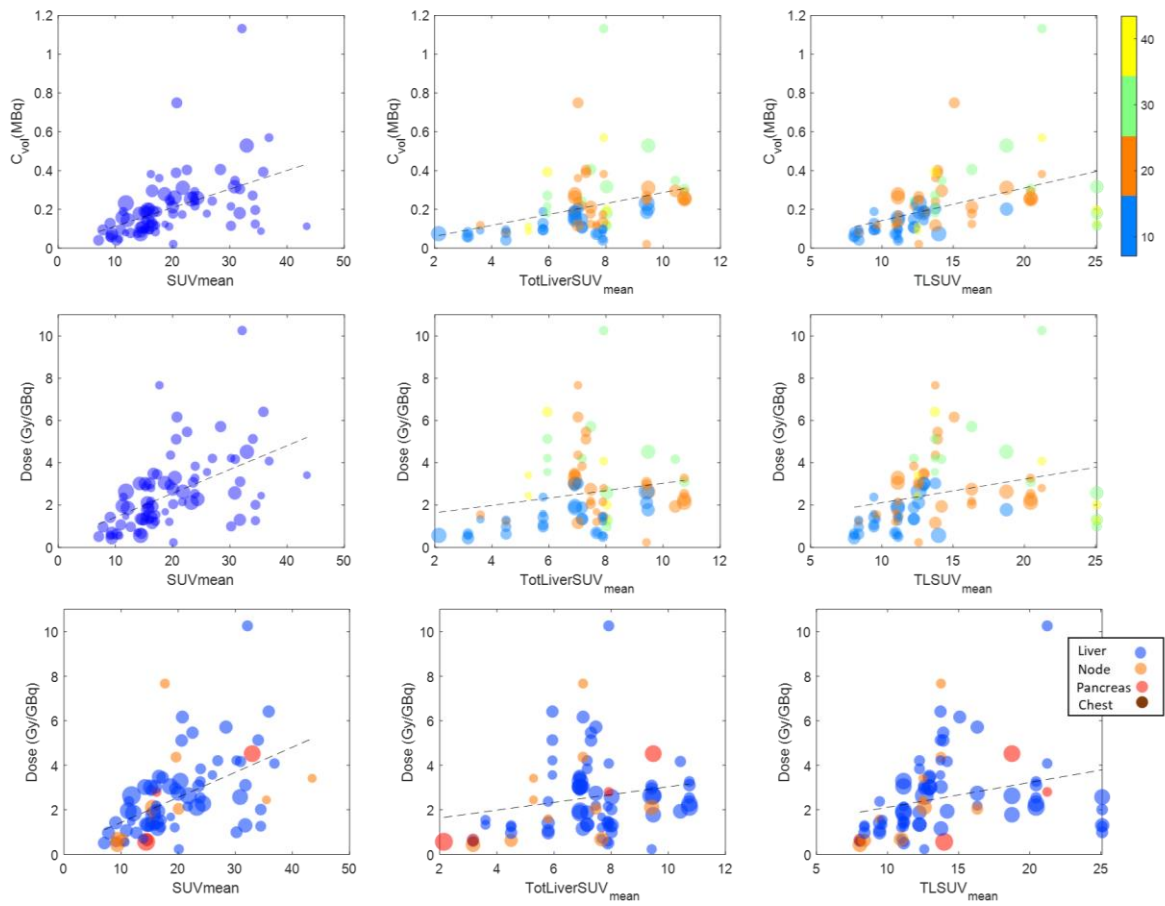 1.2
1
0.8
0.6
0.4
0.2
0
C_vol(MBq)
0 10 20 30 40 50
SUVmean
1.2
1
0.8
0.6
0.4
0.2
0
C_vol(MBq)
2 4 6 8 10 12
TotLiverSUV_mean
1.2
1
0.8
0.6
0.4
0.2
0
C_vol(MBq)
5 10 15 20 25
TLSUV_mean
40
30
20
10
10
8
6
4
2
0
Dose (Gy/GBq)
0 10 20 30 40 50
SUVmean
10
8
6
4
2
0
Dose (Gy/GBq)
2 4 6 8 10 12
TotLiverSUV_mean
10
8
6
4
2
0
Dose (Gy/GBq)
5 10 15 20 25
TLSUV_mean
10
8
6
4
2
0
Dose (Gy/GBq)
0 10 20 30 40 50
SUVmean
10
8
6
4
2
0
Dose (Gy/GBq)
2 4 6 8 10 12
TotLiverSUV_mean
10
8
6
4
2
0
Dose (Gy/GBq)
5 10 15 20 25
TLSUV_mean
Liver
Node
Pancreas
Chest